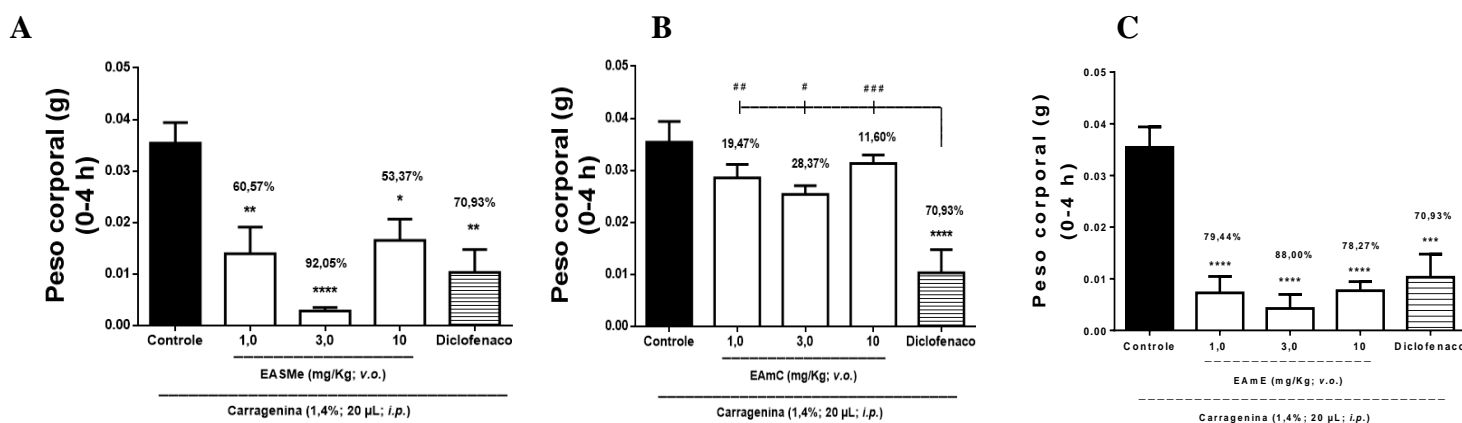 A
Peso corporal (g)
(0-4 h)
0.05
0.04
0.03
0.02
0.01
0.00
60,57%
**
92,05%
****
53,37%
*
70,93%
**
Controle 1,0 3,0 10 Diclofenaco
EASMe (mg/Kg; v.o.)
Carragenina (1,4%; 20 µL; i.p.)
B
Peso corporal (g)
(0-4 h)
0.05
0.04
0.03
0.02
0.01
0.00
## # ###
19,47%
28,37%
11,60%
70,93%
****
Controle 1,0 3,0 10 Diclofenaco
EAmC (mg/Kg; v.o.)
Carragenina (1,4%; 20 µL; i.p.)
C
Peso corporal (g)
(0-4 h)
0.05
0.04
0.03
0.02
0.01
0.00
79,44%
****
88,00%
****
78,27%
****
70,93%
***
Controle 1,0 3,0 10 Diclofenaco
EAmE (mg/Kg; v.o.)
Carragenina (1,4%; 20 µL; i.p.)